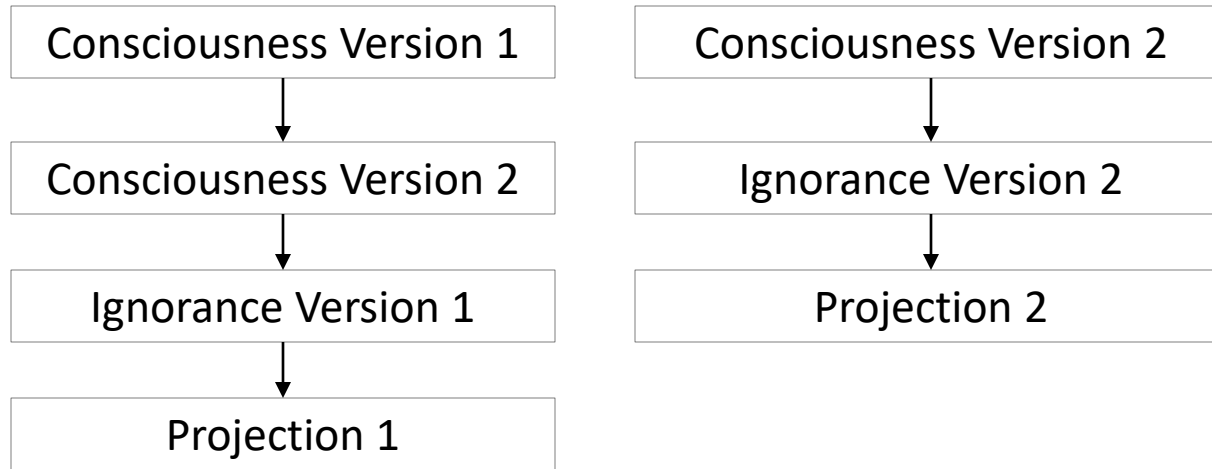 Consciousness Version 1
Consciousness Version 2
Ignorance Version 1
Projection 1
Consciousness Version 2
Ignorance Version 2
Projection 2